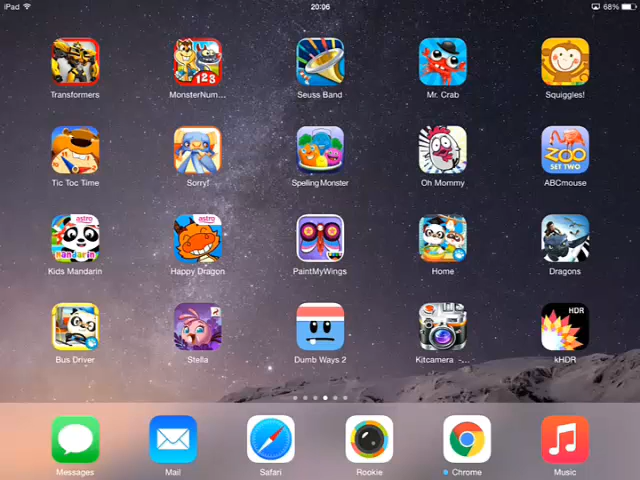 iPad 20:06 68%
Transformers MonsterNum... Seuss Band Mr. Crab Squiggles!
123
Tic Toc Time Sorry! Spelling Monster Oh Mommy ABCmouse
ZOO
SET TWO
astro astro
mandarin
Kids Mandarin Happy Dragon PaintMyWings Home Dragons
HDR
Bus Driver Stella Dumb Ways 2 Kitcamera -... kHDR
Messages Mail Safari Rookie Chrome Music